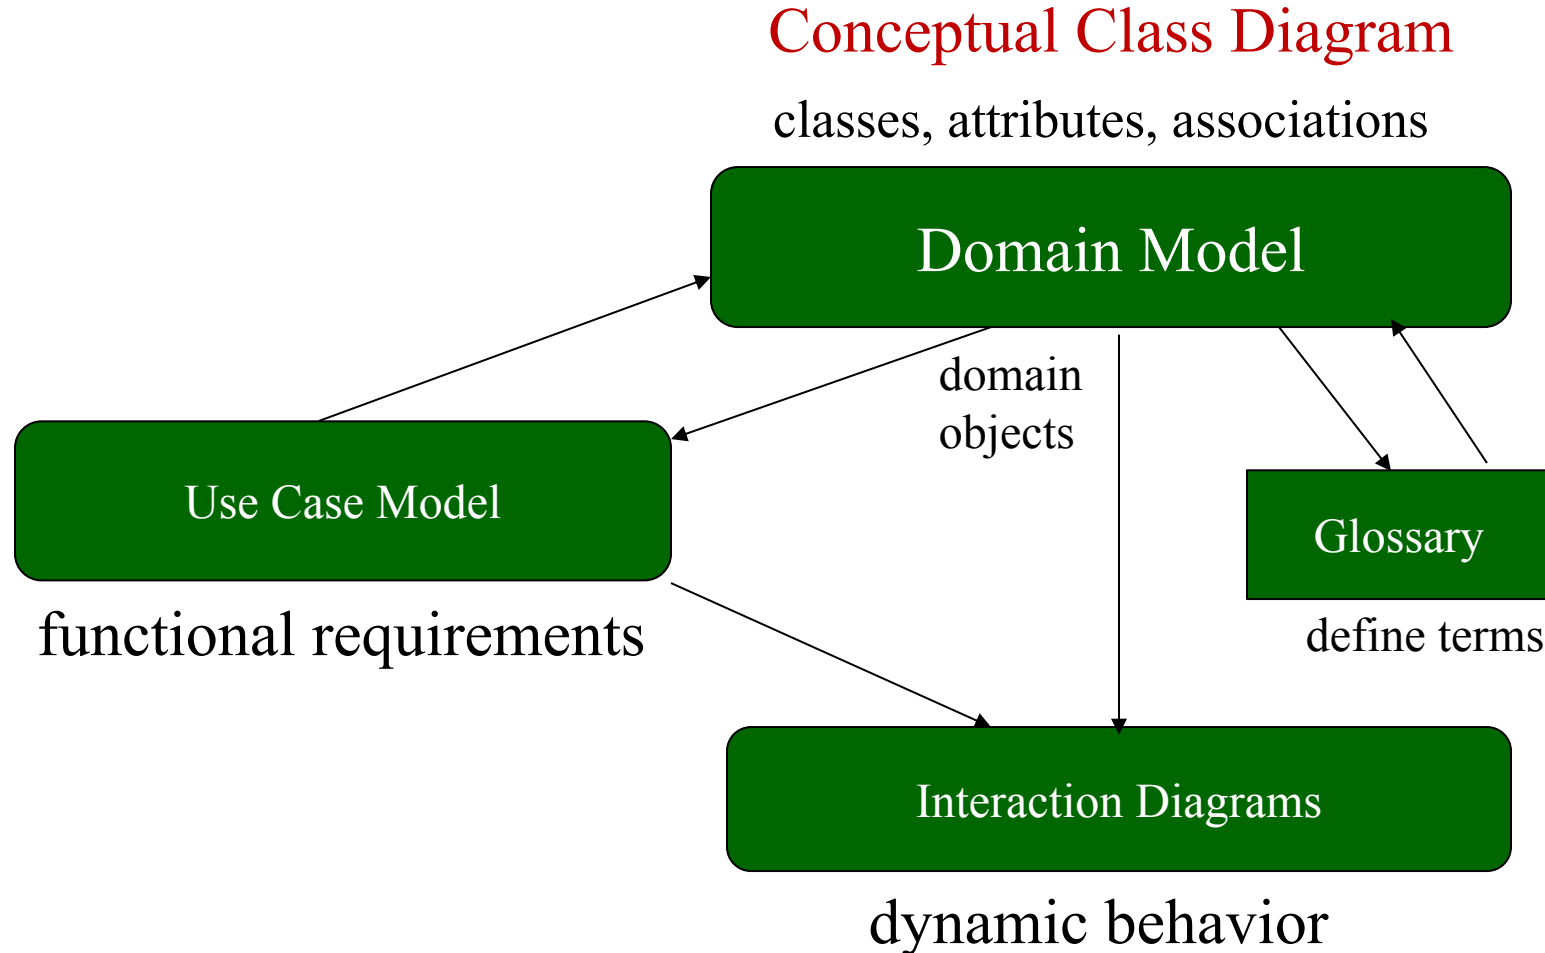 Conceptual Class Diagram
classes, attributes, associations
Domain Model
domain
objects
Use Case Model
Glossary
functional requirements
define terms
Interaction Diagrams
dynamic behavior